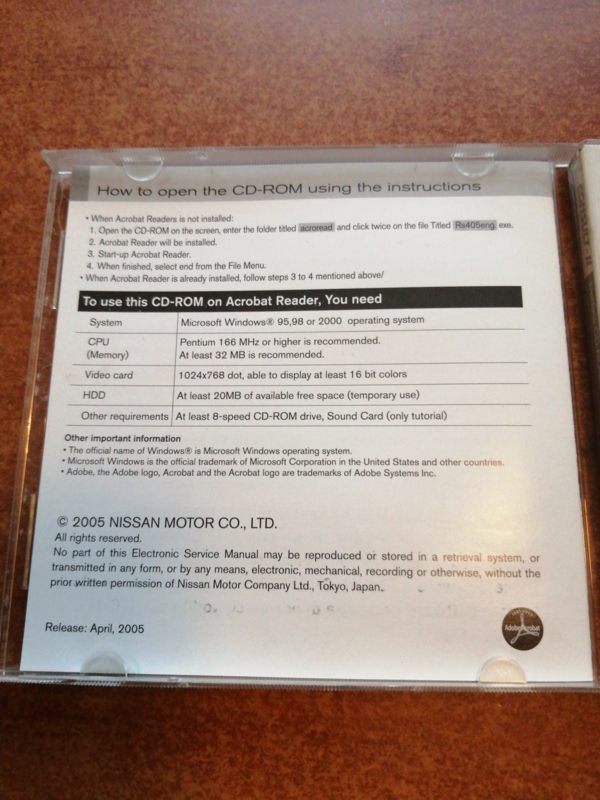 How to open the CD-ROM using the instructions
• When Acrobat Readers is not installed:
1. Open the CD-ROM on the screen, enter the folder titled acroread and click twice on the file Titled Rs405eng.exe.
2. Acrobat Reader will be installed.
3. Start-up Acrobat Reader.
4. When finished, select end from the File Menu.
• When Acrobat Reader is already installed, follow steps 3 to 4 mentioned above/
To use this CD-ROM on Acrobat Reader, You need
System Microsoft Windows® 95,98 or 2000 operating system
CPU Pentium 166 MHz or higher is recommended.
(Memory) At least 32 MB is recommended.
Video card 1024x768 dot, able to display at least 16 bit colors
HDD At least 20MB of available free space (temporary use)
Other requirements At least 8-speed CD-ROM drive, Sound Card (only tutorial)
Other important information
• The official name of Windows® is Microsoft Windows operating system.
• Microsoft Windows is the official trademark of Microsoft Corporation in the United States and other countries.
• Adobe, the Adobe logo, Acrobat and the Acrobat logo are trademarks of Adobe Systems Inc.
© 2005 NISSAN MOTOR CO., LTD.
All rights reserved.
No part of this Electronic Service Manual may be reproduced or stored in a retrieval system, or
transmitted in any form, or by any means, electronic, mechanical, recording or otherwise, without the
prior written permission of Nissan Motor Company Ltd., Tokyo, Japan.
Release: April, 2005
Adobe Acrobat